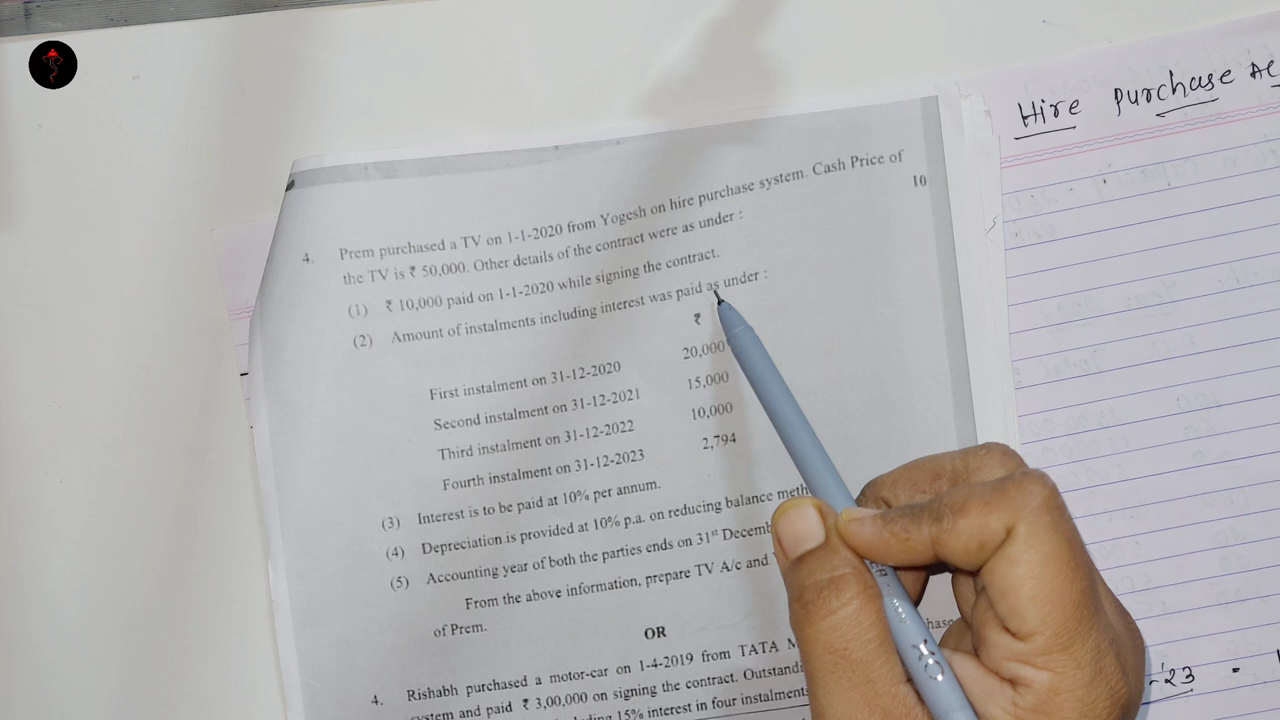 Hire Purchase
10
4. Prem purchased a TV on 1-1-2020 from Yogesh on hire purchase system. Cash Price of
the TV is ₹ 50,000. Other details of the contract were as under :
(1) ₹ 10,000 paid on 1-1-2020 while signing the contract.
(2) Amount of instalments including interest was paid as under :
₹
First instalment on 31-12-2020 20,000
Second instalment on 31-12-2021 15,000
Third instalment on 31-12-2022 10,000
Fourth instalment on 31-12-2023 2,794
(3) Interest is to be paid at 10% per annum.
(4) Depreciation is provided at 10% p.a. on reducing balance meth
(5) Accounting year of both the parties ends on 31st Decemb
From the above information, prepare TV A/c and
of Prem.
OR
4. Rishabh purchased a motor-car on 1-4-2019 from TATA M
system and paid ₹ 3,00,000 on signing the contract. Outstandi
15% interest in four instalments
-'23 =